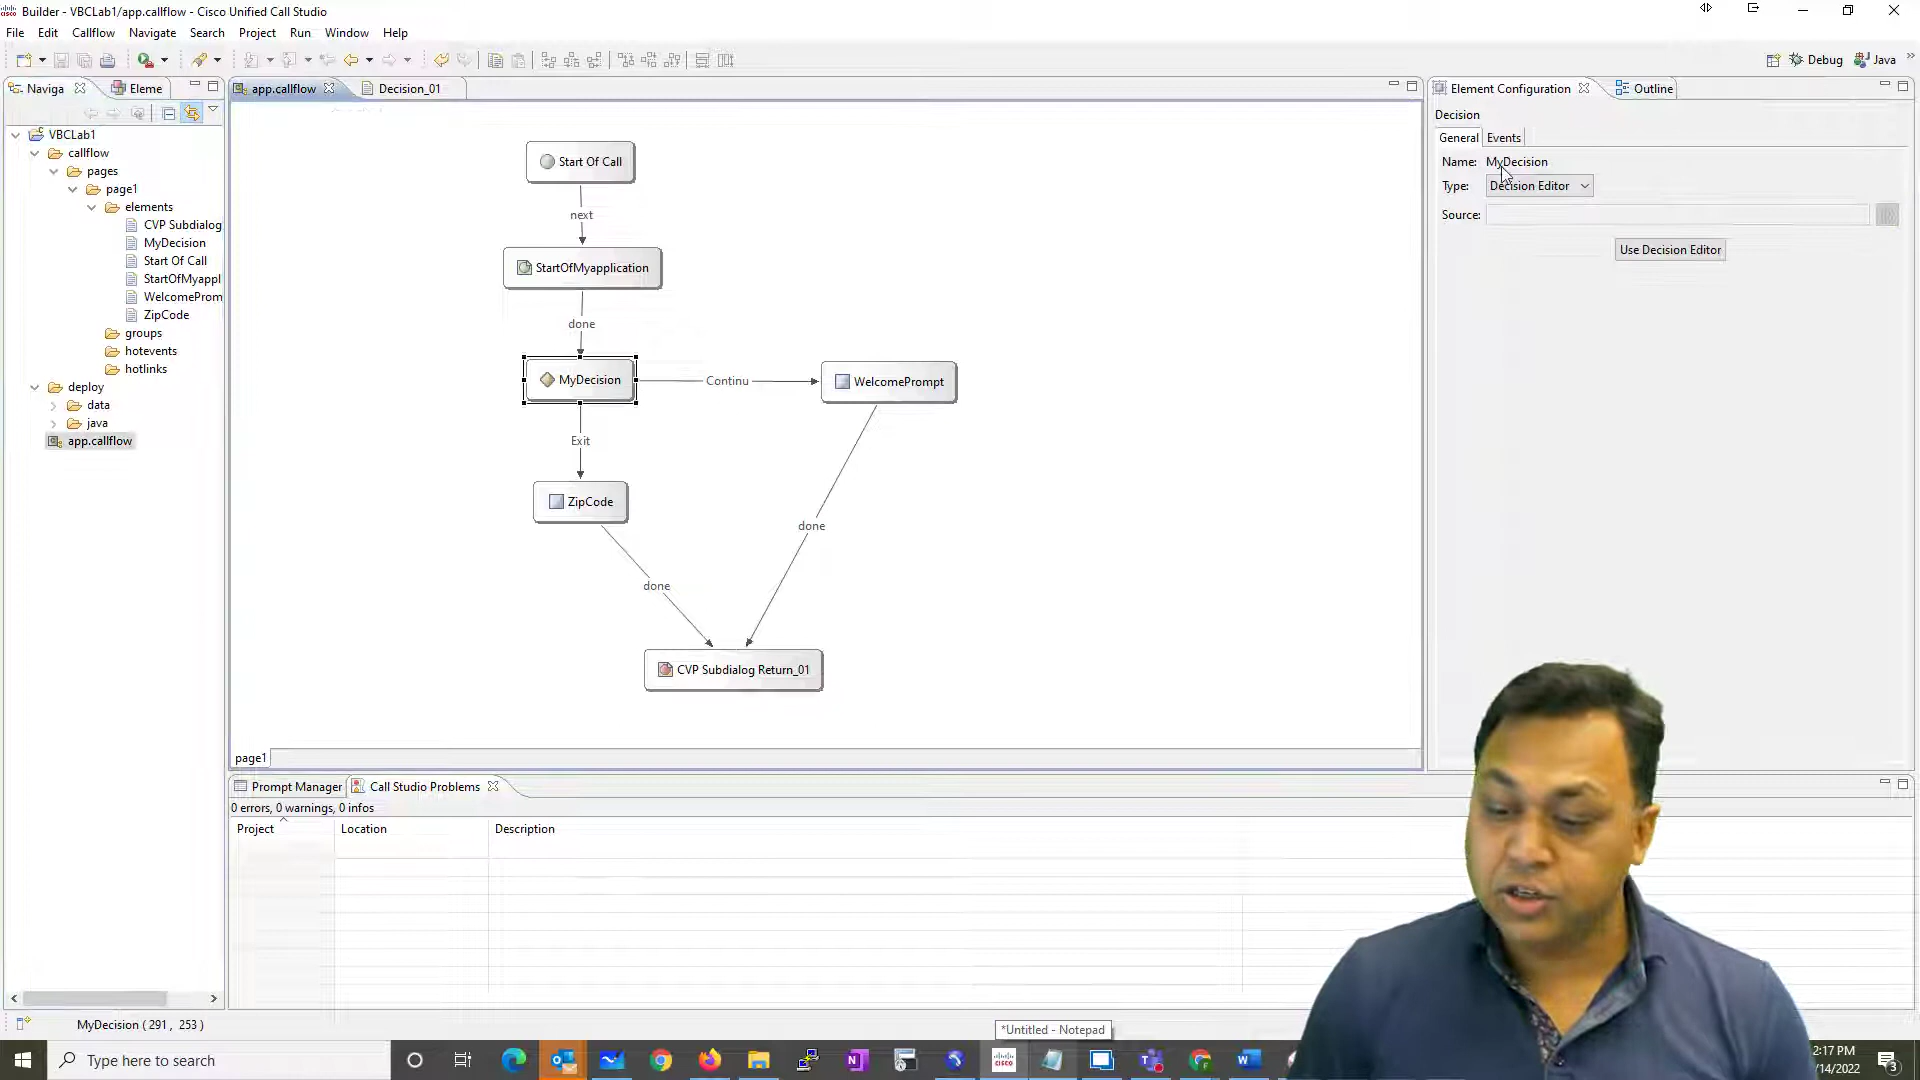 Builder - VBCLab1/app.callflow - Cisco Unified Call Studio
File Edit Callflow Navigate Search Project Run Window Help
Debug Java
Naviga Eleme
app.callflow Decision_01
Element Configuration Outline
VBCLab1
callflow
pages
page1
elements
CVP Subdialog
MyDecision
Start Of Call
StartOfMyappl
WelcomeProm
ZipCode
groups
hotevents
hotlinks
deploy
data
java
app.callflow
Start Of Call
next
StartOfMyapplication
done
MyDecision
Continu
WelcomePrompt
Exit
ZipCode
done
done
CVP Subdialog Return_01
page1
Decision
General Events
Name: MyDecision
Type: Decision Editor
Source:
Use Decision Editor
Prompt Manager Call Studio Problems
0 errors, 0 warnings, 0 infos
Project Location Description
MyDecision ( 291, 253 )
*Untitled - Notepad
Type here to search
2:17 PM
/14/2022
3